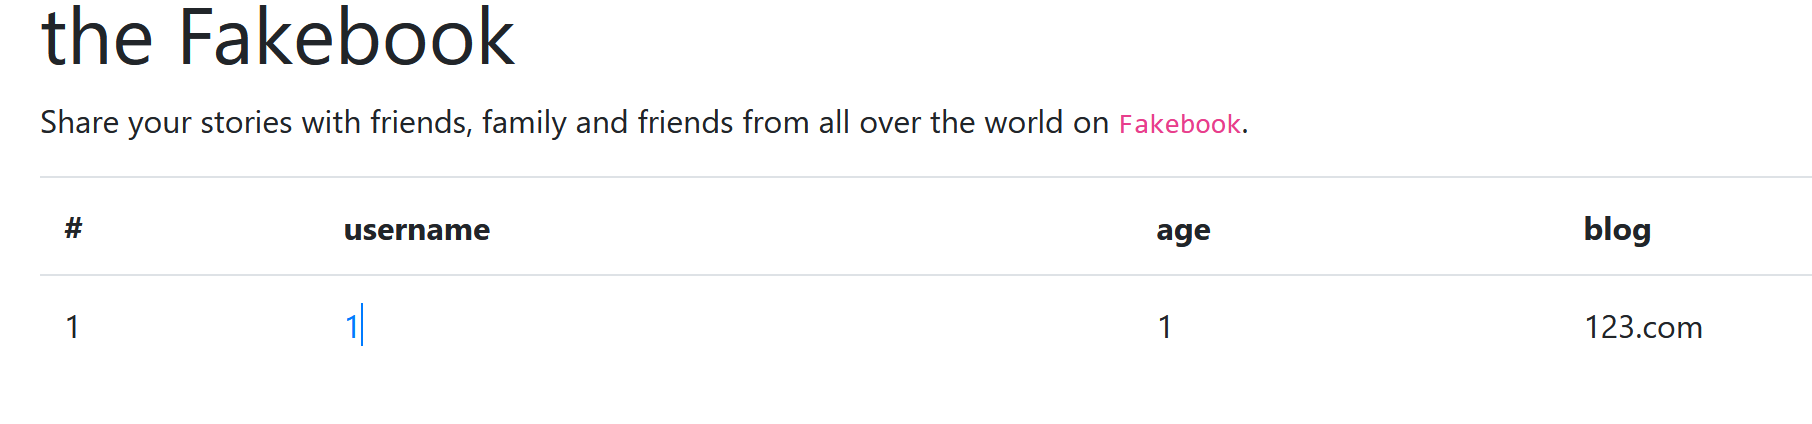 the Fakebook
Share your stories with friends, family and friends from all over the world on Fakebook.
# username age blog
1 1 1 123.com